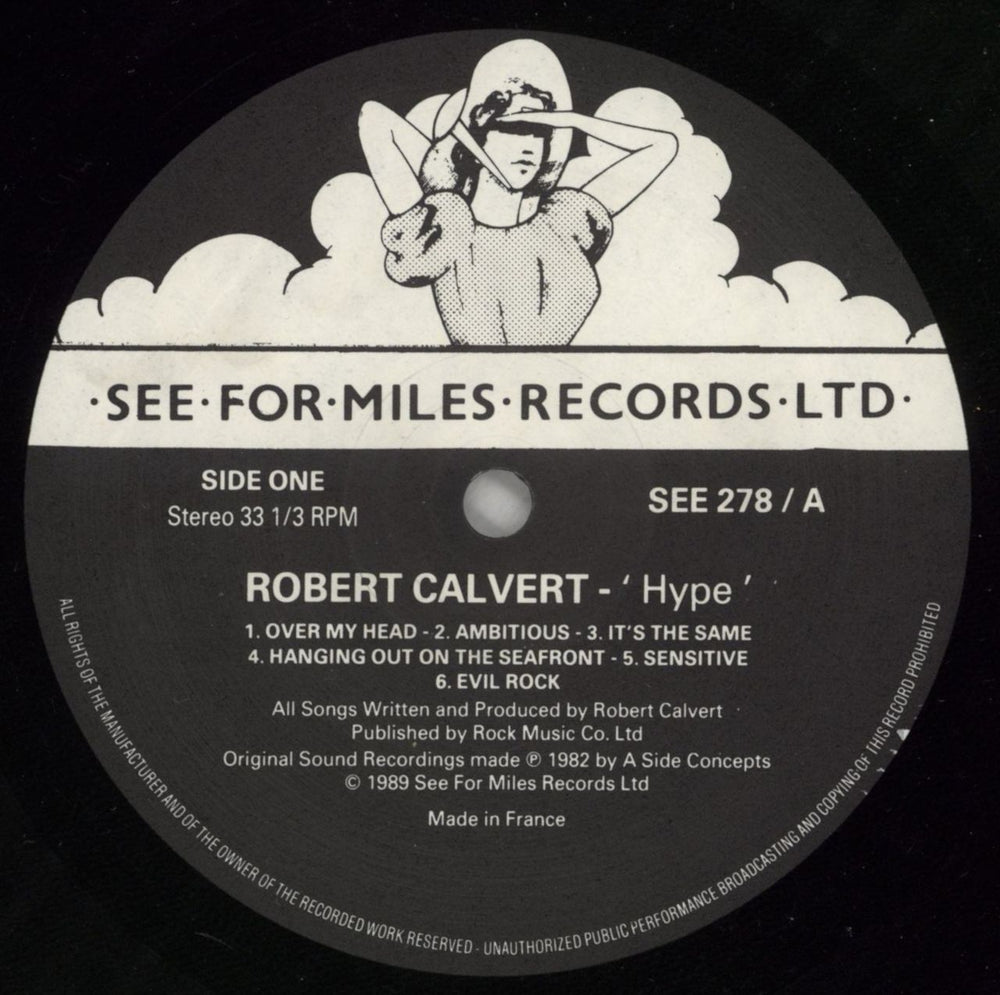 ·SEE·FOR·MILES·RECORDS·LTD·
SIDE ONE
Stereo 33 1/3 RPM
SEE 278 / A
ROBERT CALVERT - ‘ Hype ’
1. OVER MY HEAD - 2. AMBITIOUS - 3. IT'S THE SAME
4. HANGING OUT ON THE SEAFRONT - 5. SENSITIVE
6. EVIL ROCK
All Songs Written and Produced by Robert Calvert
Published by Rock Music Co. Ltd
Original Sound Recordings made ℗ 1982 by A Side Concepts
© 1989 See For Miles Records Ltd
Made in France
ALL RIGHTS OF THE MANUFACTURER AND OF THE OWNER OF THE RECORDED WORK RESERVED - UNAUTHORIZED PUBLIC PERFORMANCE BROADCASTING AND COPYING OF THIS RECORD PROHIBITED